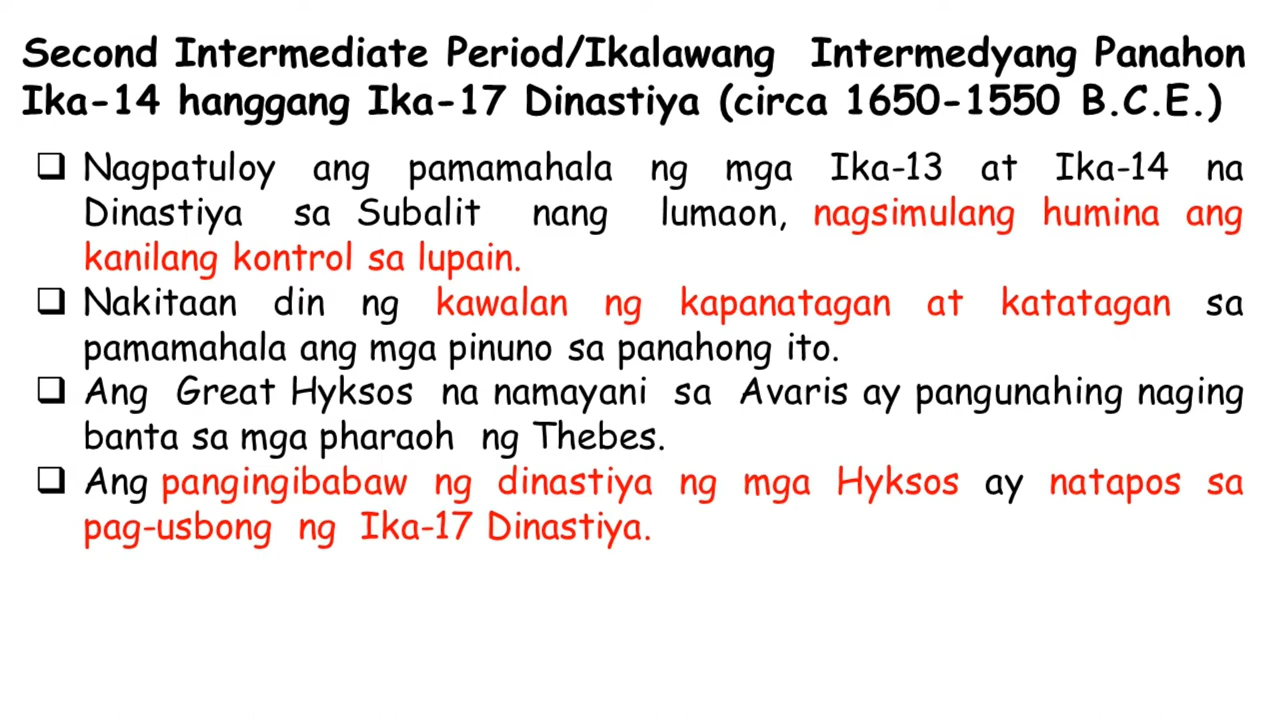 Second Intermediate Period/Ikalawang Intermedyang Panahon
Ika-14 hanggang Ika-17 Dinastiya (circa 1650-1550 B.C.E.)
❑ Nagpatuloy ang pamamahala ng mga Ika-13 at Ika-14 na
Dinastiya sa Subalit nang lumaon, nagsimulang humina ang
kanilang kontrol sa lupain.
❑ Nakitaan din ng kawalan ng kapanatagan at katatagan sa
pamamahala ang mga pinuno sa panahong ito.
❑ Ang Great Hyksos na namayani sa Avaris ay pangunahing naging
banta sa mga pharaoh ng Thebes.
❑ Ang pangingibabaw ng dinastiya ng mga Hyksos ay natapos sa
pag-usbong ng Ika-17 Dinastiya.